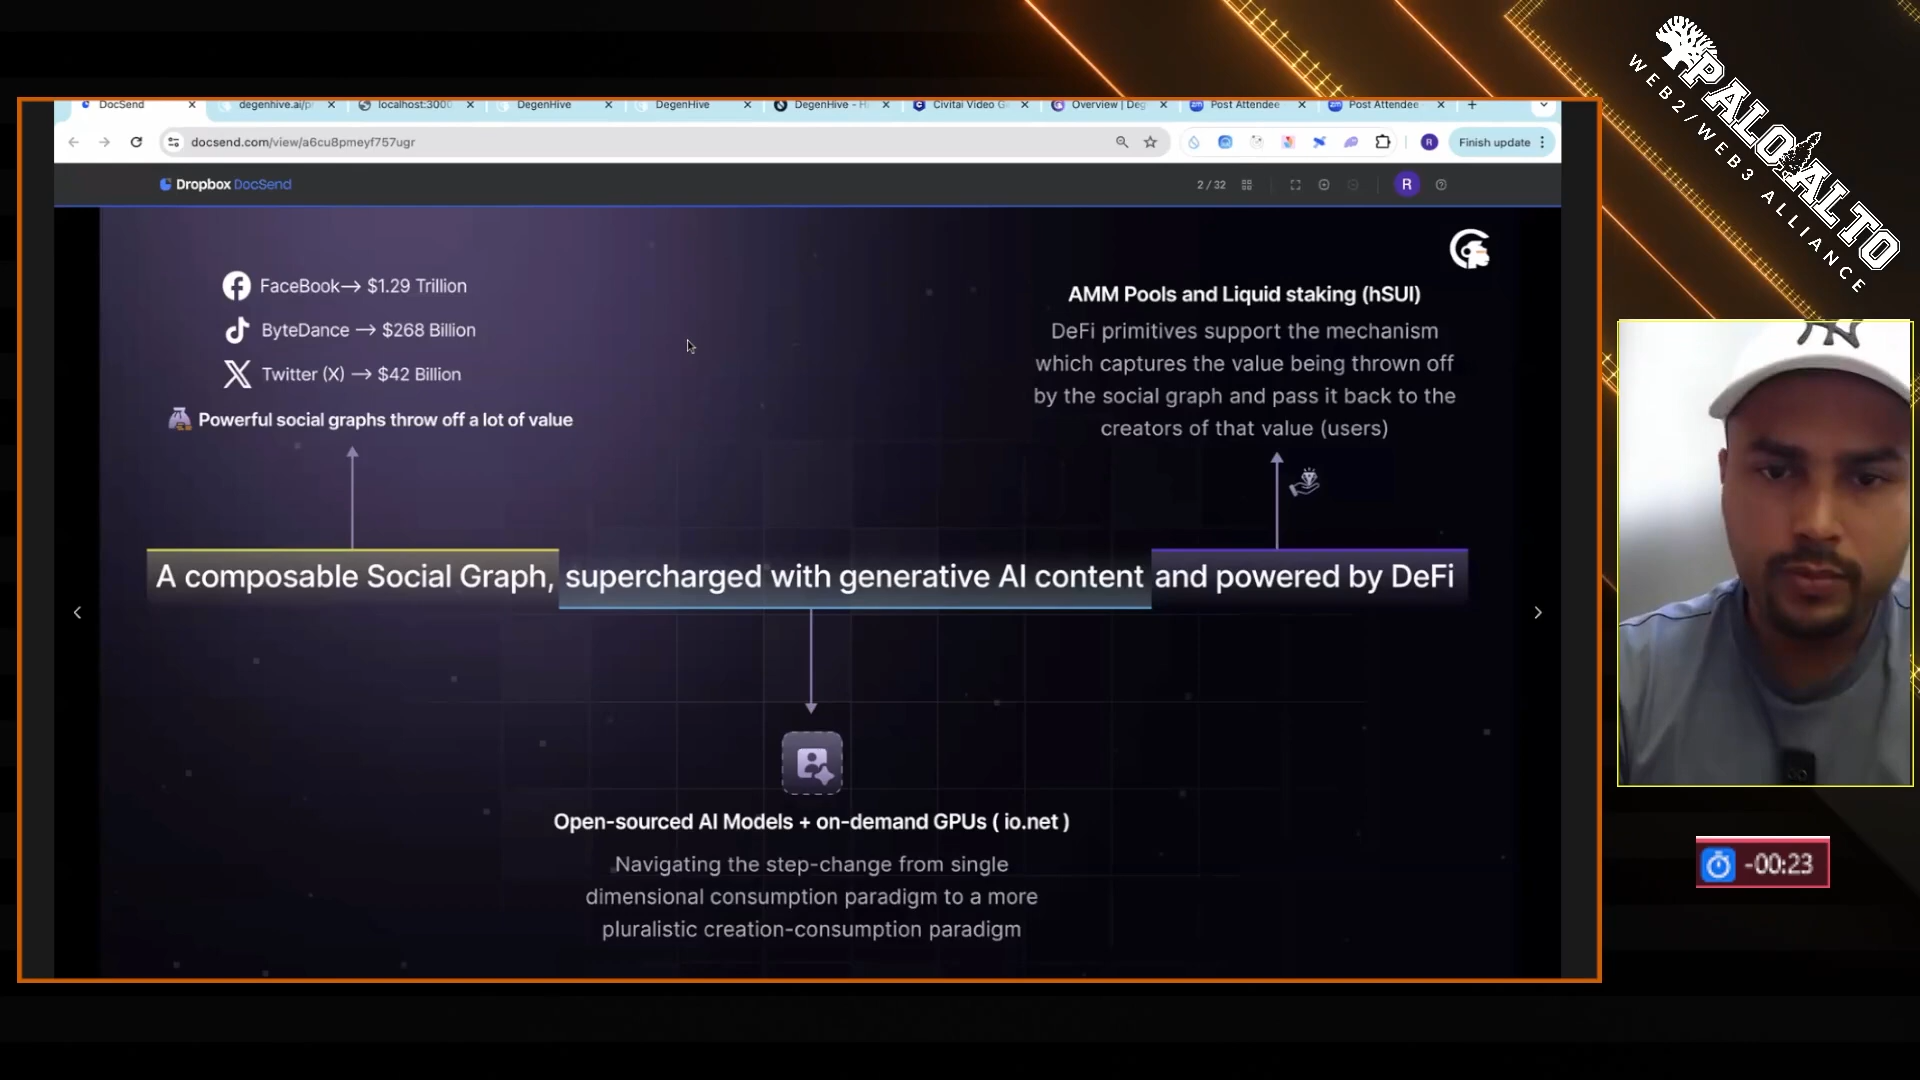 DocSend
degenhive.ai/p
localhost:3000
DegenHive
DegenHive
DegenHive - H
Civitai Video G
Overview | Deg
Post Attendee
Post Attendee
docsend.com/view/a6cu8pmeyf757ugr
R
Finish update
Dropbox DocSend
2 / 32
R
FaceBook→ $1.29 Trillion
ByteDance → $268 Billion
Twitter (X) → $42 Billion
Powerful social graphs throw off a lot of value
AMM Pools and Liquid staking (hSUI)
DeFi primitives support the mechanism
which captures the value being thrown off
by the social graph and pass it back to the
creators of that value (users)
A composable Social Graph, supercharged with generative AI content and powered by DeFi
Open-sourced AI Models + on-demand GPUs ( io.net )
Navigating the step-change from single
dimensional consumption paradigm to a more
pluralistic creation-consumption paradigm
PALO ALTO
WEB2/WEB3 ALLIANCE
-00:23